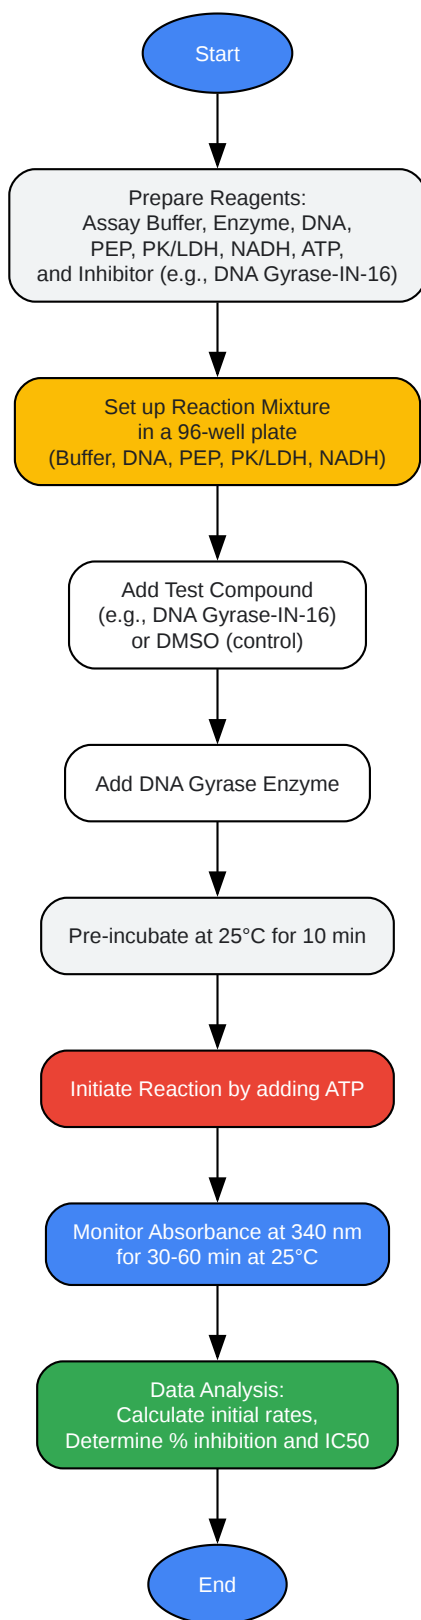 Start
Prepare Reagents:
Assay Buffer, Enzyme, DNA,
PEP, PK/LDH, NADH, ATP,
and Inhibitor (e.g., DNA Gyrase-IN-16)
Set up Reaction Mixture
in a 96-well plate
(Buffer, DNA, PEP, PK/LDH, NADH)
Add Test Compound
(e.g., DNA Gyrase-IN-16)
or DMSO (control)
Add DNA Gyrase Enzyme
Pre-incubate at 25°C for 10 min
Initiate Reaction by adding ATP
Monitor Absorbance at 340 nm
for 30-60 min at 25°C
Data Analysis:
Calculate initial rates,
Determine % inhibition and IC50
End